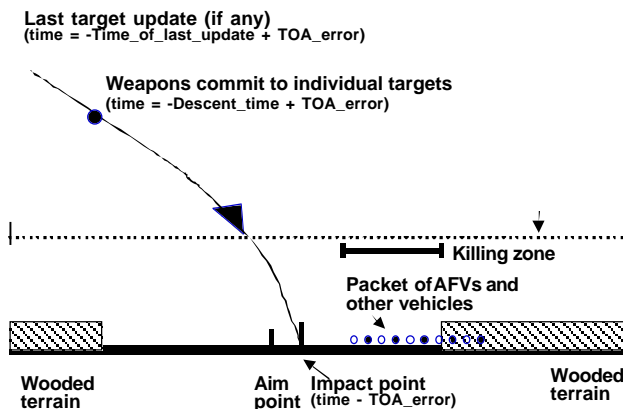 Last target update (if any)
(time = -Time_of_last_update + TOA_error)
Weapons commit to individual targets
(time = -Descent_time + TOA_error)
Killing zone
Packet of AFVs and
other vehicles
Wooded
terrain
Aim
point
Impact point
(time - TOA_error)
Wooded
terrain